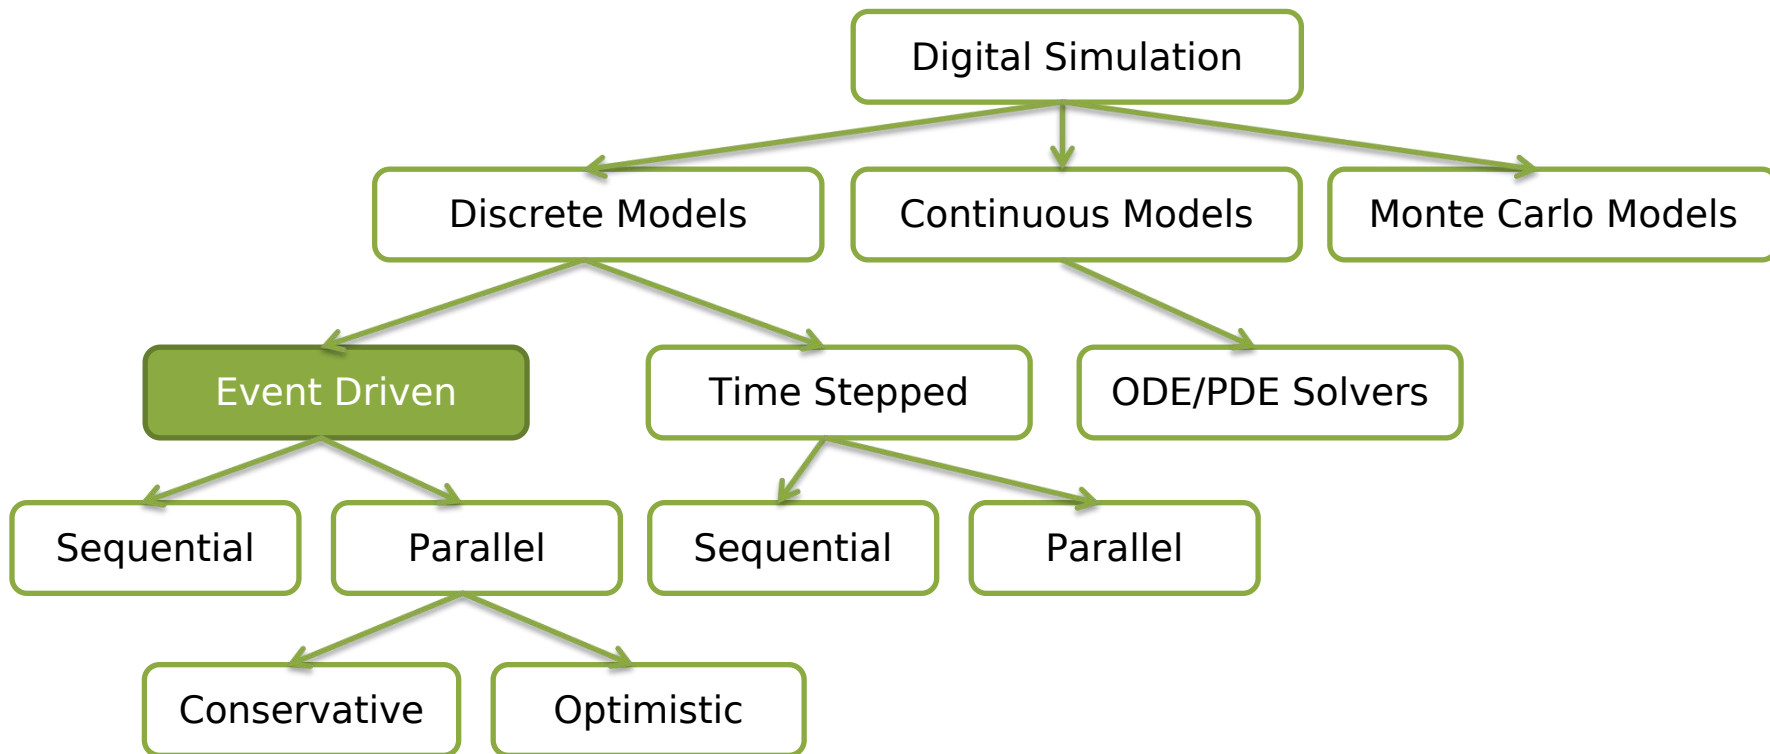 Digital Simulation
Discrete Models
Continuous Models
Monte Carlo Models
Event Driven
Time Stepped
ODE/PDE Solvers
Sequential
Parallel
Sequential
Parallel
Conservative
Optimistic